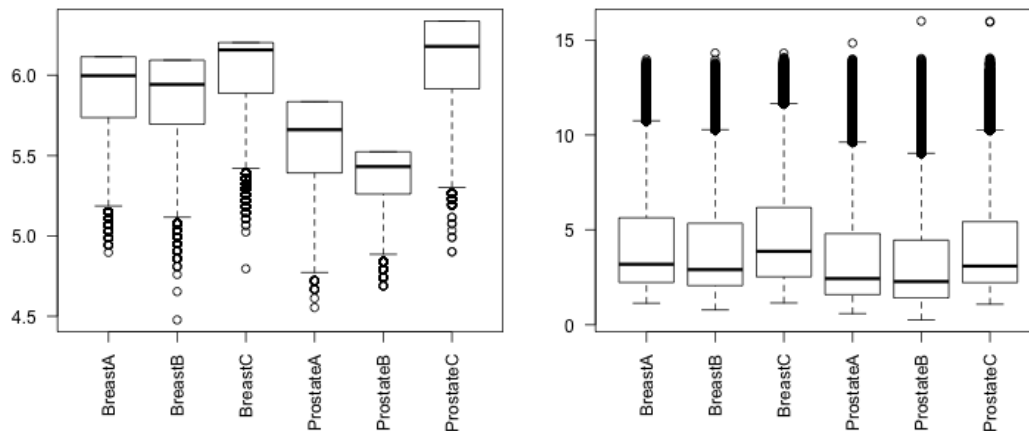 6.0
5.5
5.0
4.5
BreastA
BreastB
BreastC
ProstateA
ProstateB
ProstateC
15
10
5
0
BreastA
BreastB
BreastC
ProstateA
ProstateB
ProstateC